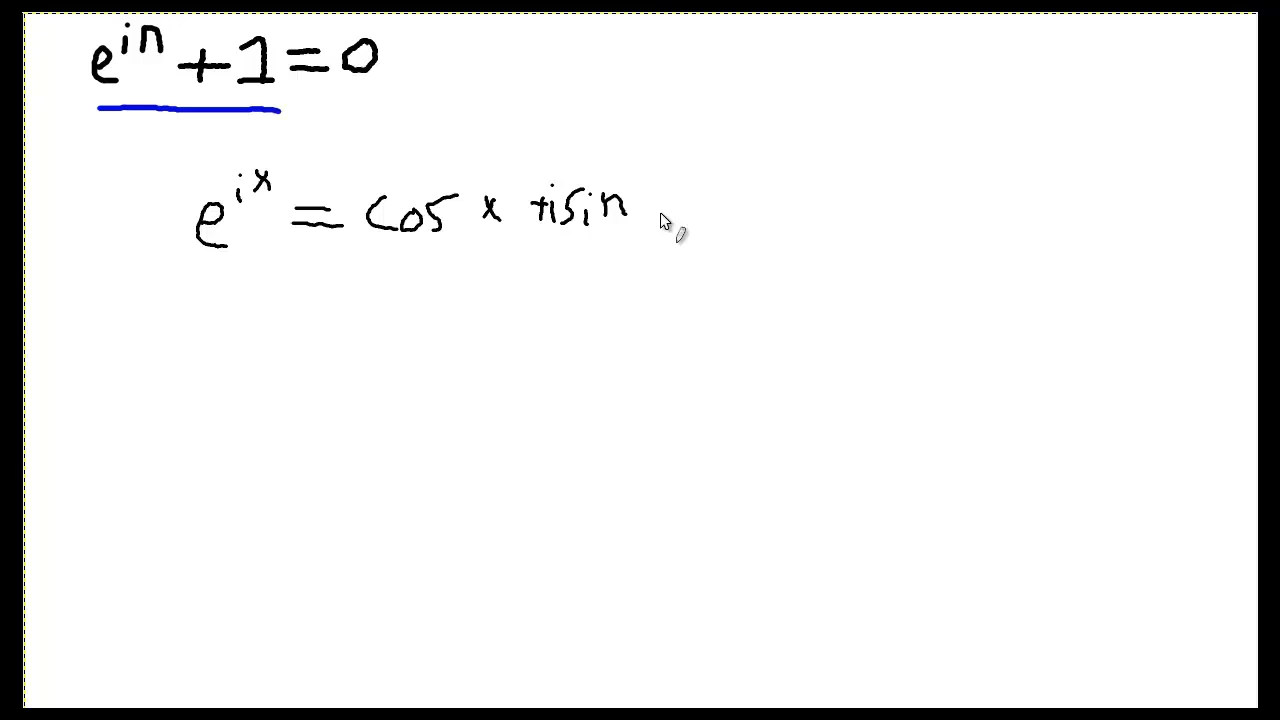 e^{iπ} + 1 = 0
e^{ix} = cos x + i sin